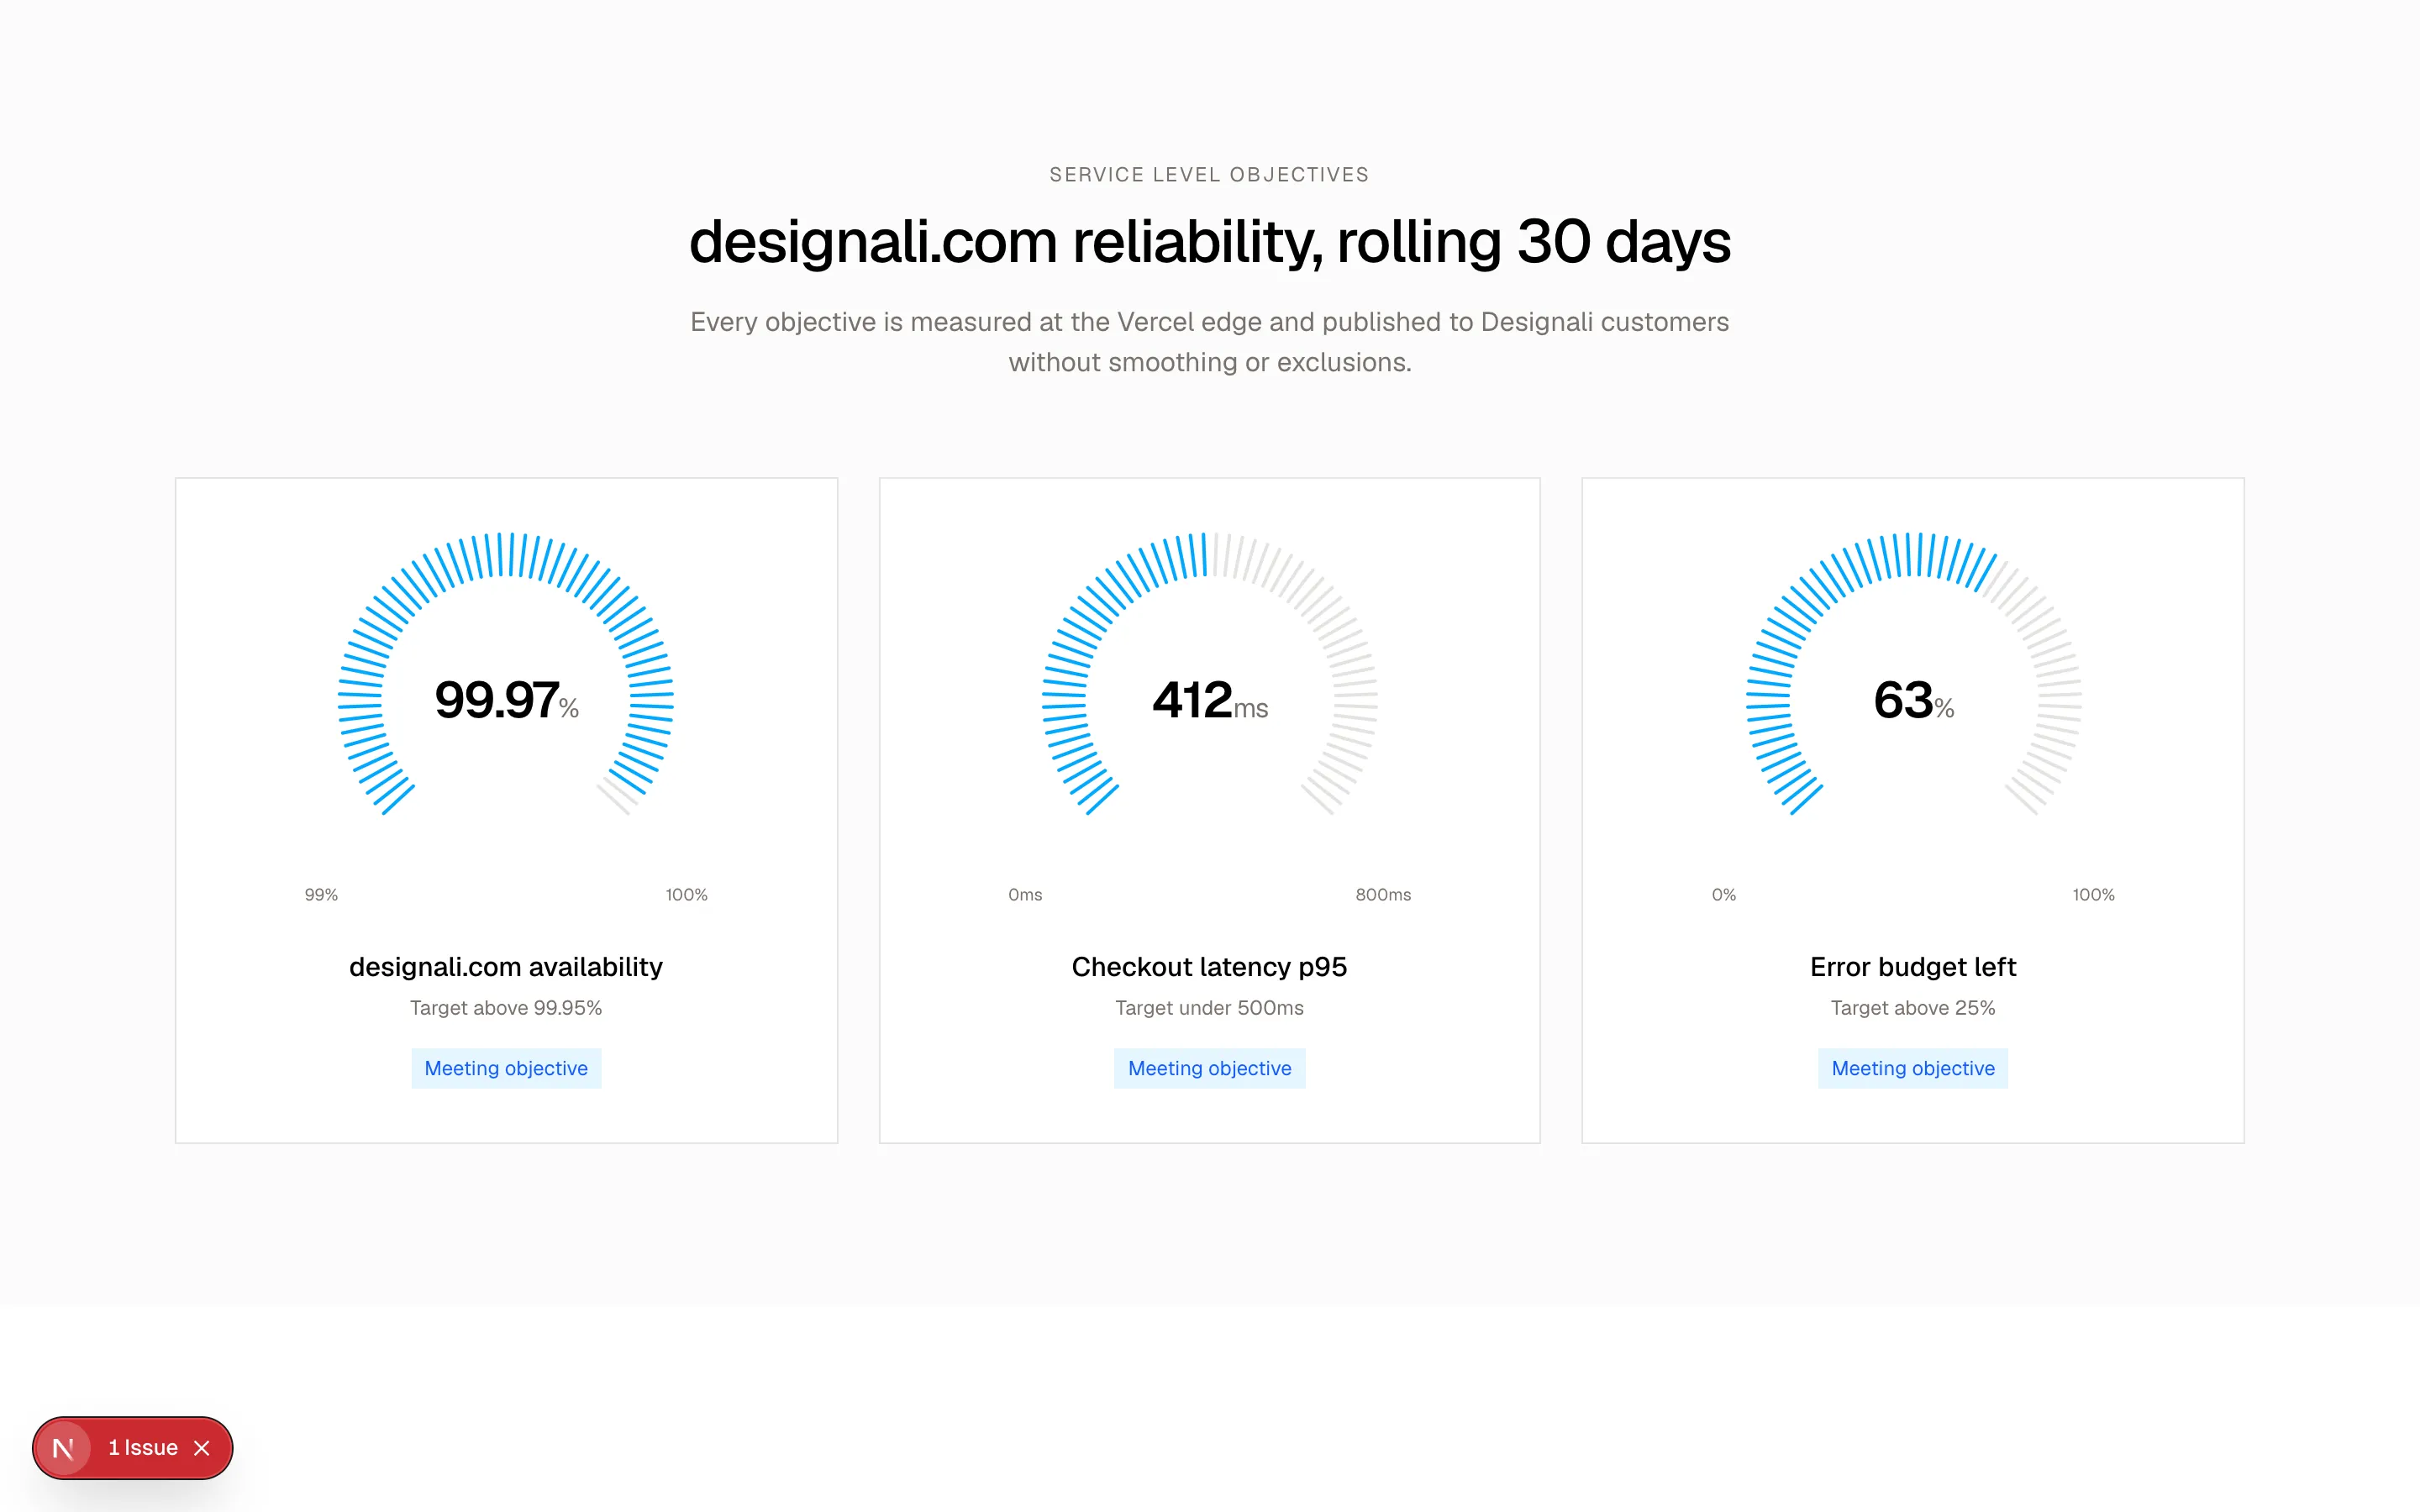 SERVICE LEVEL OBJECTIVES
designali.com reliability, rolling 30 days
Every objective is measured at the Vercel edge and published to Designali customers
without smoothing or exclusions.
99.97%
99% 100%
designali.com availability
Target above 99.95%
Meeting objective
412ms
0ms 800ms
Checkout latency p95
Target under 500ms
Meeting objective
63%
0% 100%
Error budget left
Target above 25%
Meeting objective
N 1 Issue